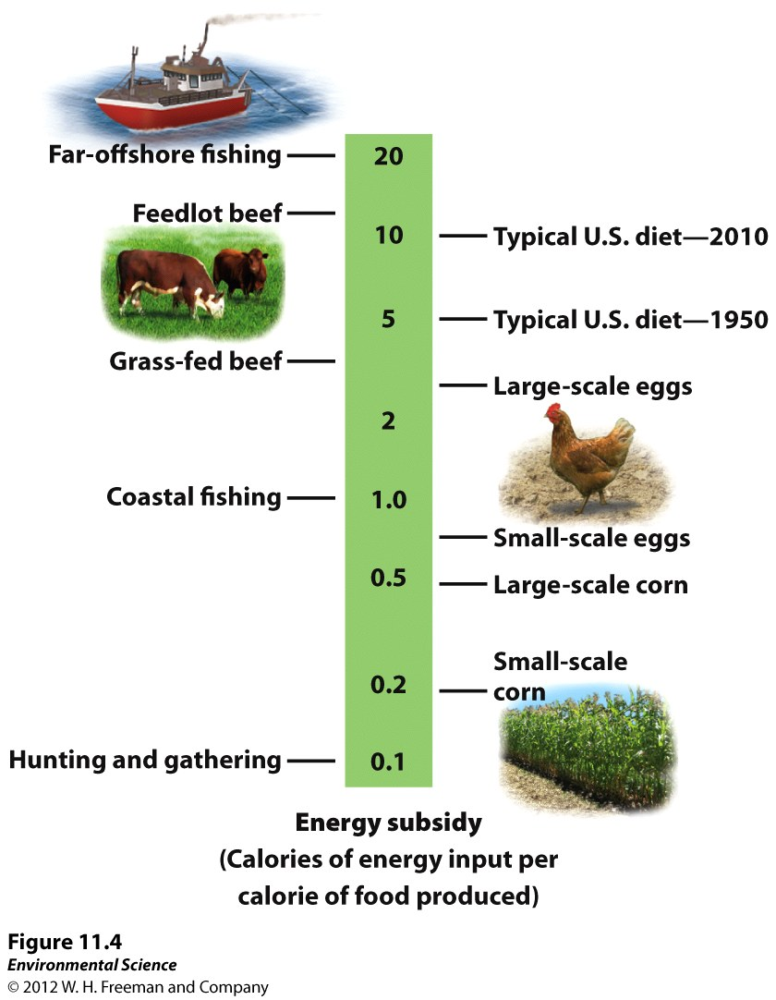 Far-offshore fishing
20
Feedlot beef
10
Typical U.S. diet—2010
5
Typical U.S. diet—1950
Grass-fed beef
Large-scale eggs
2
Coastal fishing
1.0
Small-scale eggs
0.5
Large-scale corn
Small-scale
corn
0.2
Hunting and gathering
0.1
Energy subsidy
(Calories of energy input per
calorie of food produced)
Figure 11.4
Environmental Science
© 2012 W. H. Freeman and Company